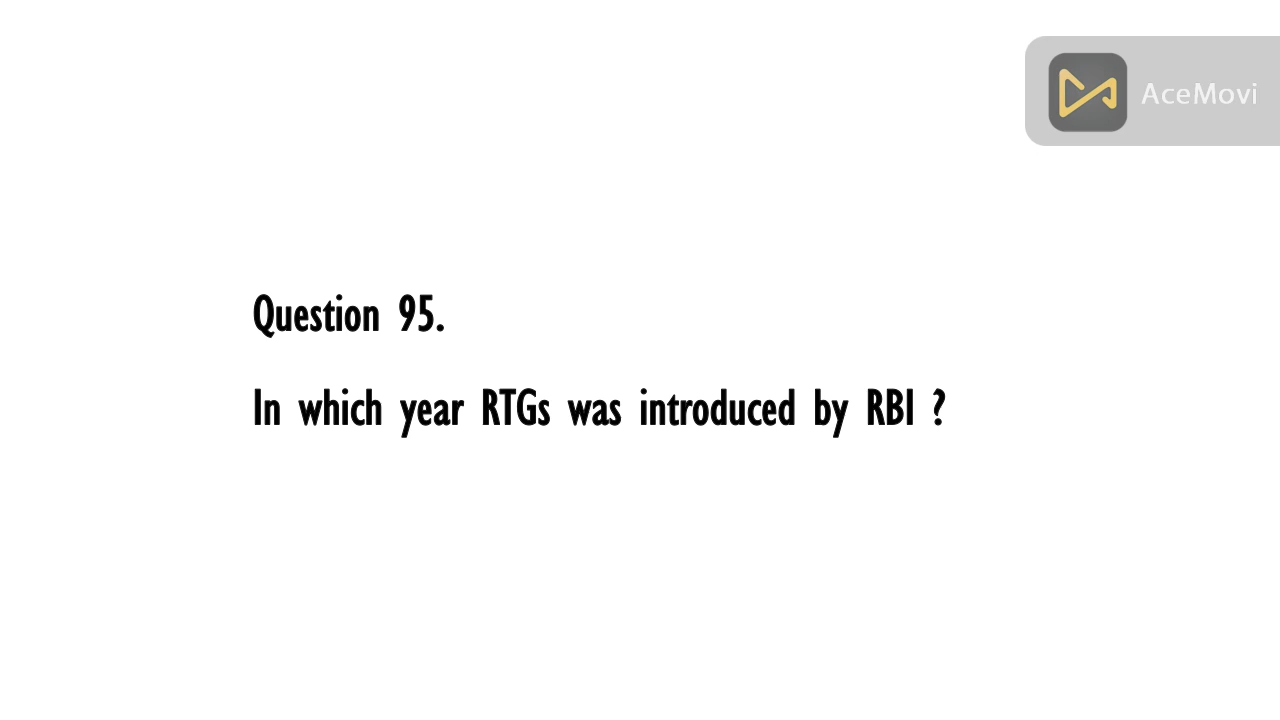 AceMovi
Question 95.
In which year RTGs was introduced by RBI ?